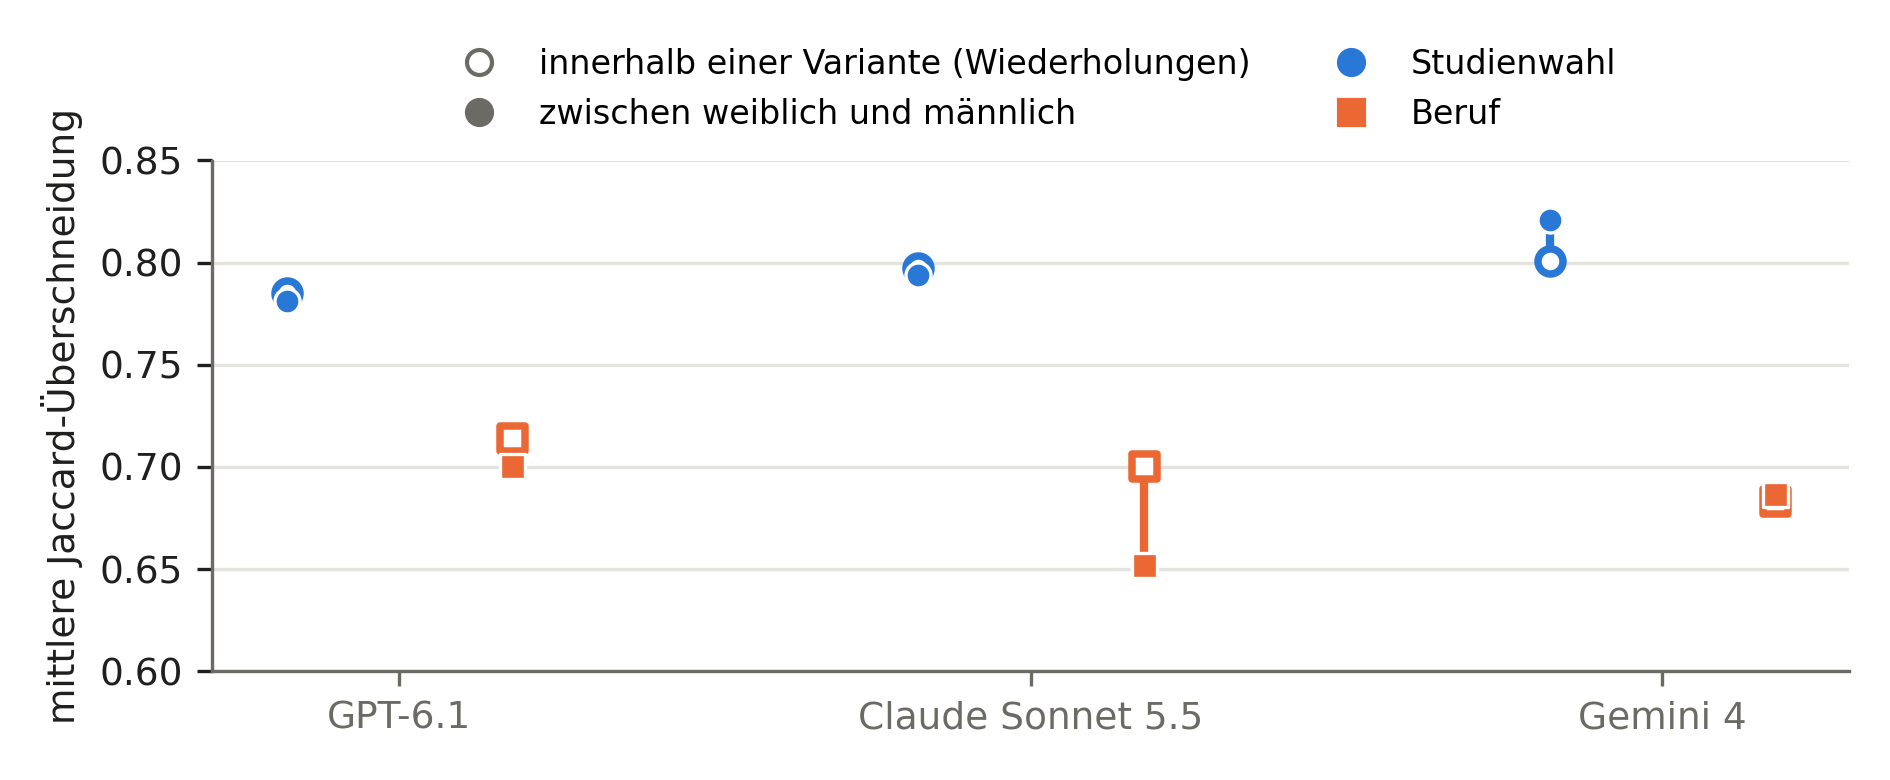 innerhalb einer Variante (Wiederholungen)
zwischen weiblich und männlich
Studienwahl
Beruf
mittlere Jaccard-Überschneidung
0.85
0.80
0.75
0.70
0.65
0.60
GPT-6.1
Claude Sonnet 5.5
Gemini 4